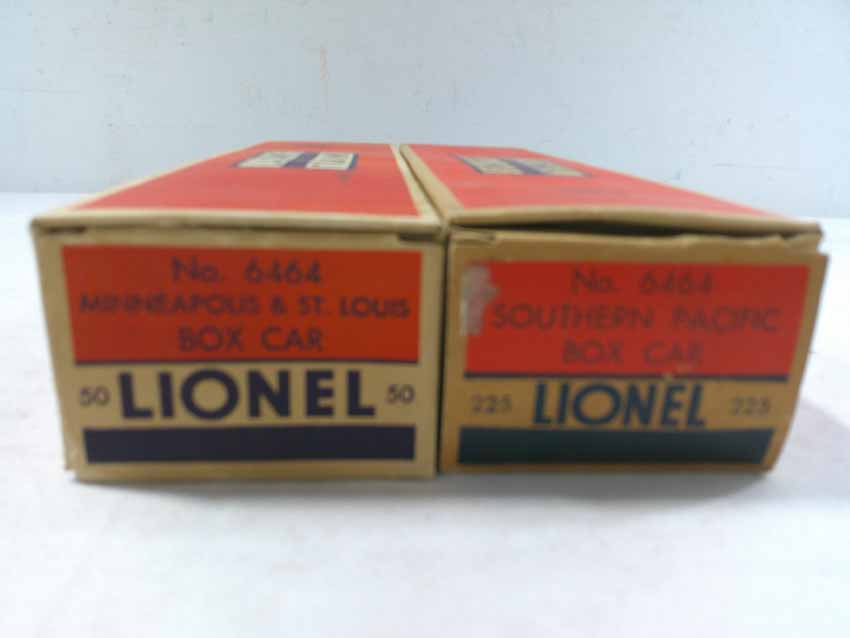 No. 6464
MINNEAPOLIS & ST. LOUIS
BOX CAR
50 LIONEL 50
No. 6464
SOUTHERN PACIFIC
BOX CAR
225 LIONEL 225